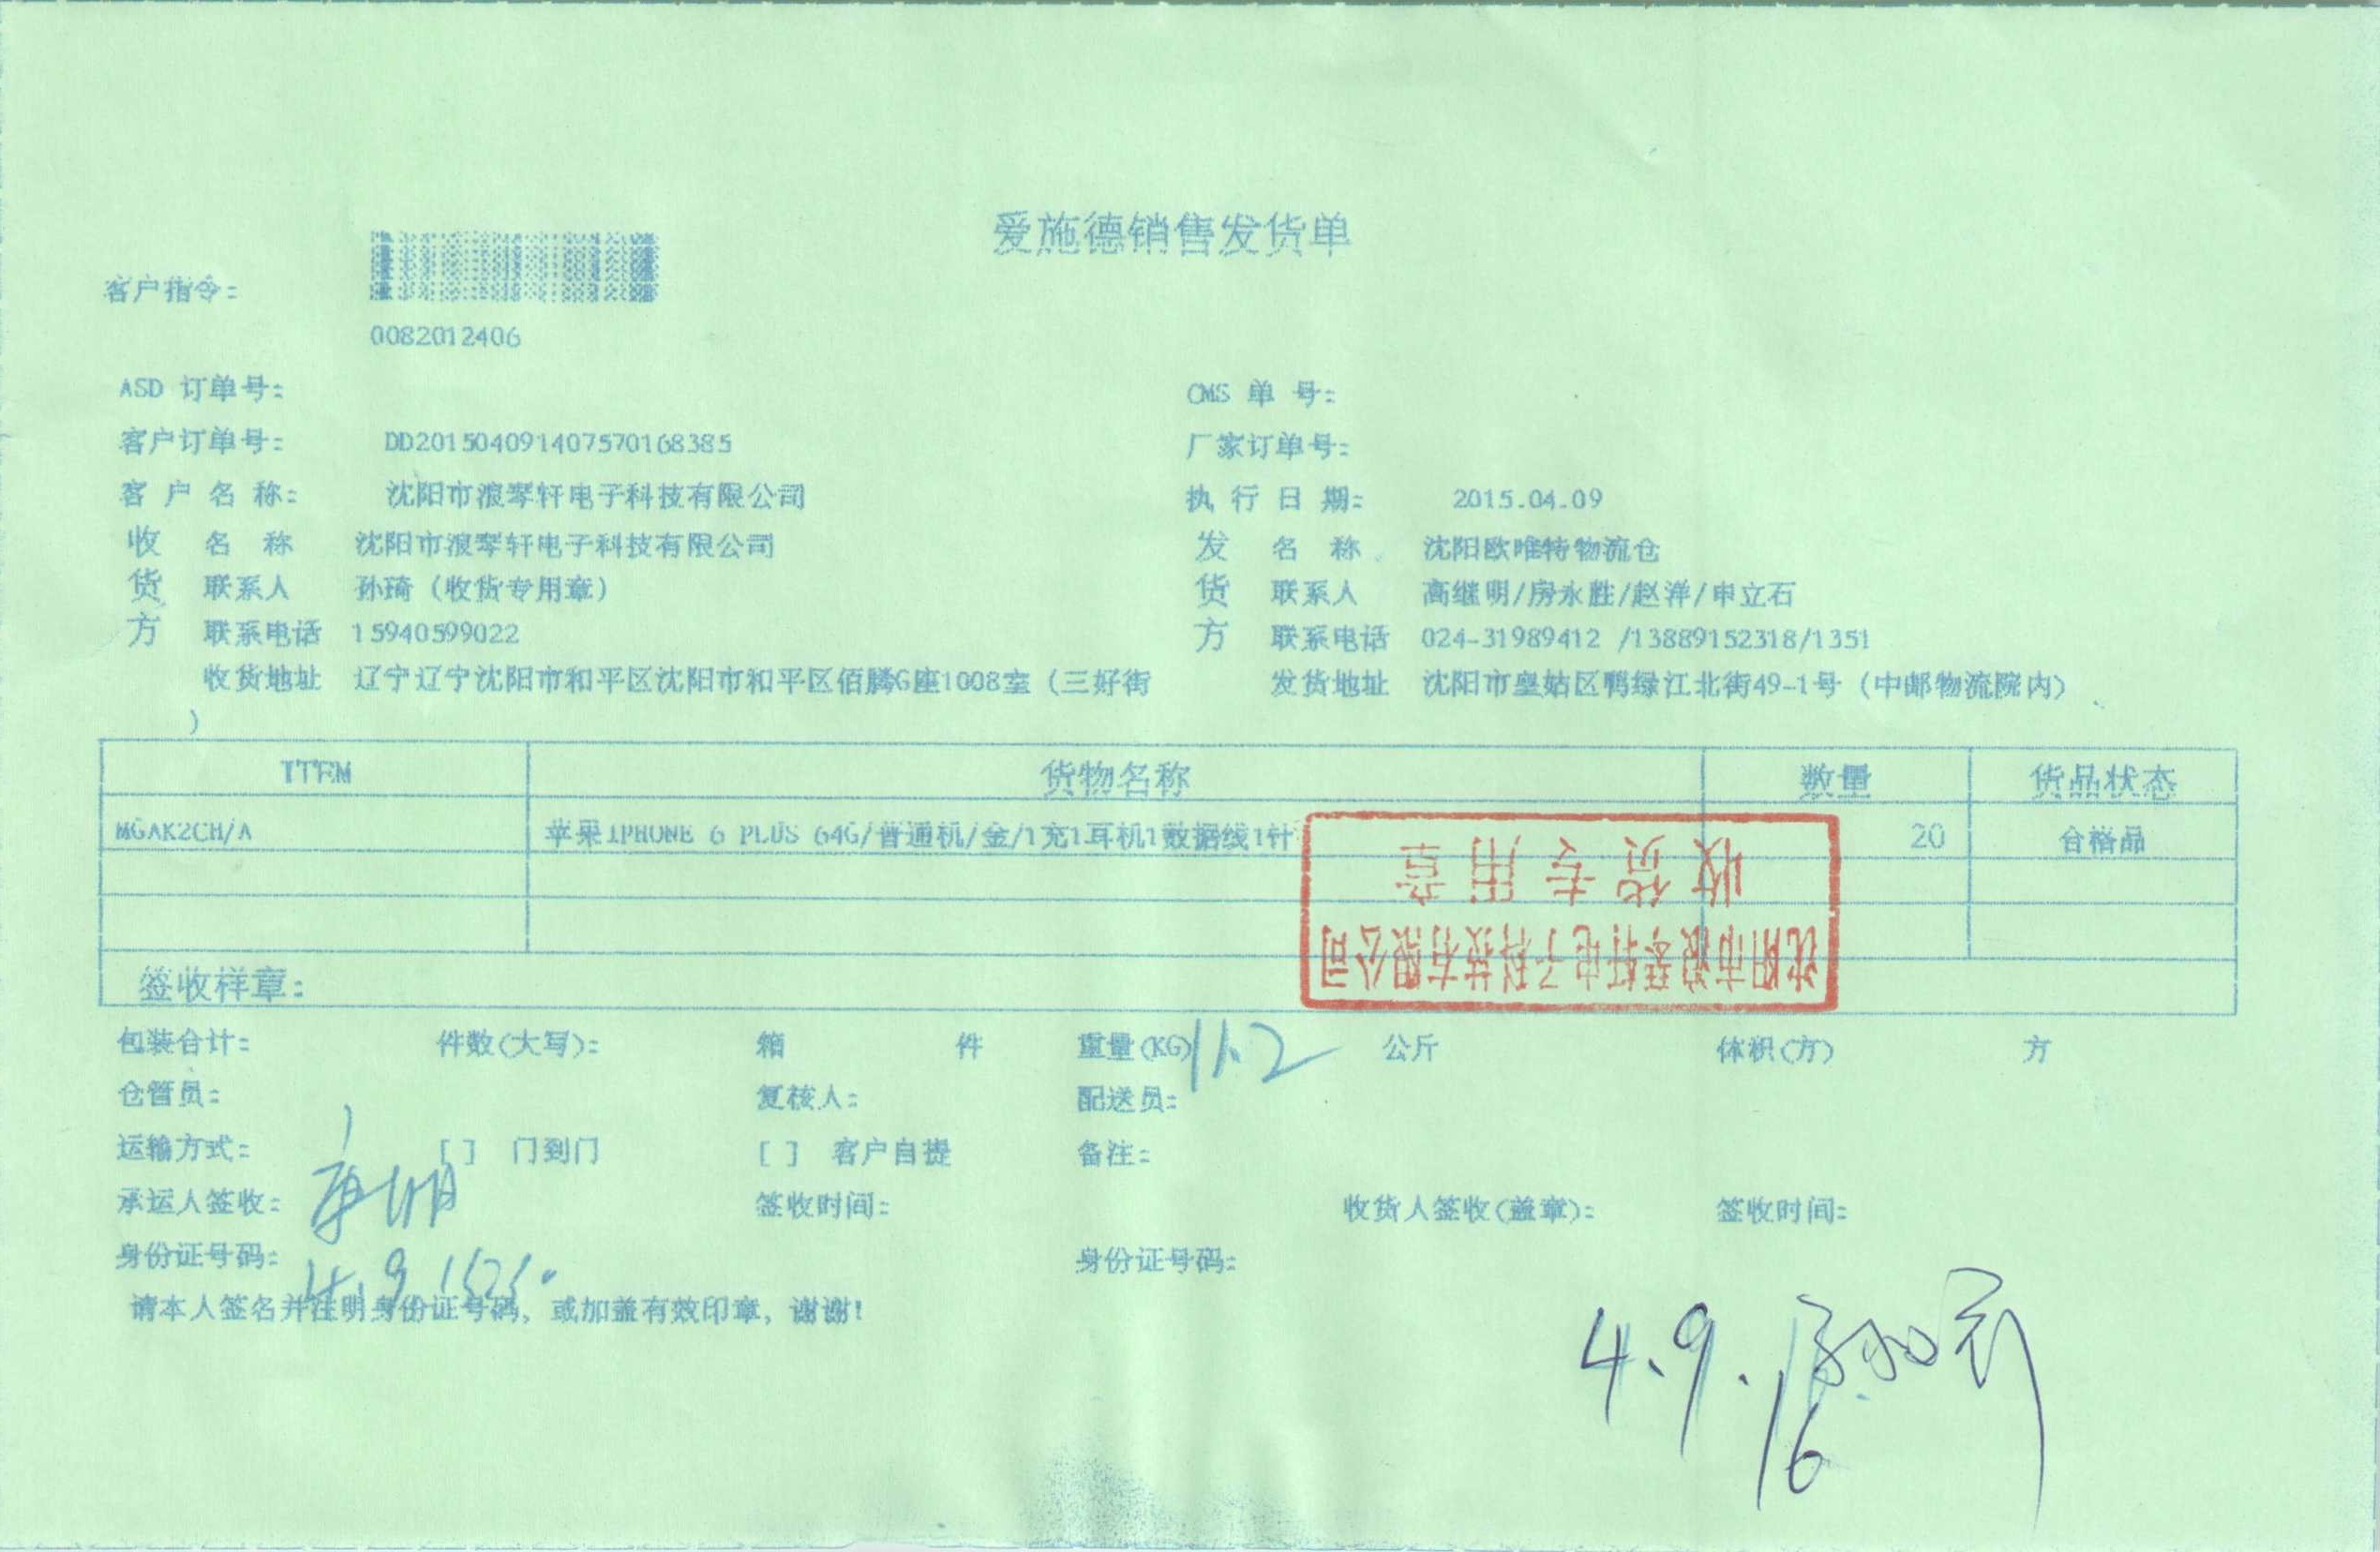 爱施德销售发货单
客户指令:
0082012406
ASD 订单号: CMS 单 号:
客户订单号: DD201504091407570168385 厂家订单号:
客 户 名 称: 沈阳市浪琴轩电子科技有限公司 执 行 日 期: 2015.04.09
收 名 称 沈阳市浪琴轩电子科技有限公司 发 名 称 沈阳欧唯特物流仓
货 联系人 孙琦（收货专用章） 货 联系人 高继明/房永胜/赵洋/申立石
方 联系电话 15940599022 方 联系电话 024-31989412 /13889152318/1351
收货地址 辽宁辽宁沈阳市和平区沈阳市和平区佰腾G座1008室（三好街 发货地址 沈阳市皇姑区鸭绿江北街49-1号（中邮物流院内）
）
ITEM 货物名称 数量 货品状态
MGAK2CH/A 苹果IPHONE 6 PLUS 64G/普通机/金/1充1耳机1数据线1针 20 合格品
收货专用章
沈阳市浪琴轩电子科技有限公司
签收样章:
包装合计: 件数(大写): 箱 件 重量(KG) 11.2 公斤 体积(方) 方
仓管员: 复核人: 配送员:
运输方式: [ ] 门到门 [ ] 客户自提 备注:
承运人签收: 签收时间: 收货人签收(盖章): 签收时间:
身份证号码: 4.9 身份证号码:
请本人签名并注明身份证号码, 或加盖有效印章, 谢谢!
4.9.
16